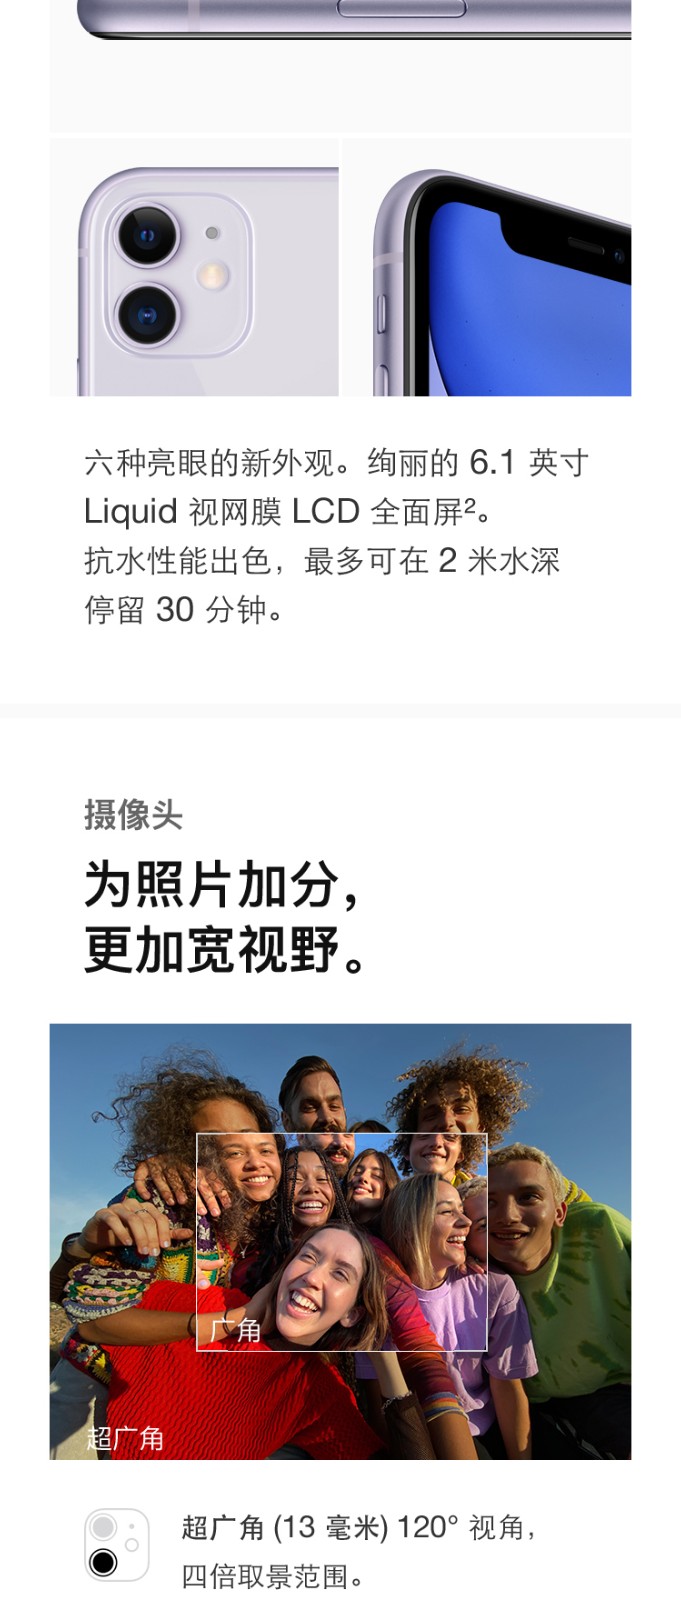 六种亮眼的新外观。绚丽的 6.1 英寸
Liquid 视网膜 LCD 全面屏²。
抗水性能出色，最多可在 2 米水深
停留 30 分钟。
摄像头
为照片加分，
更加宽视野。
广角
超广角
超广角 (13 毫米) 120° 视角，
四倍取景范围。